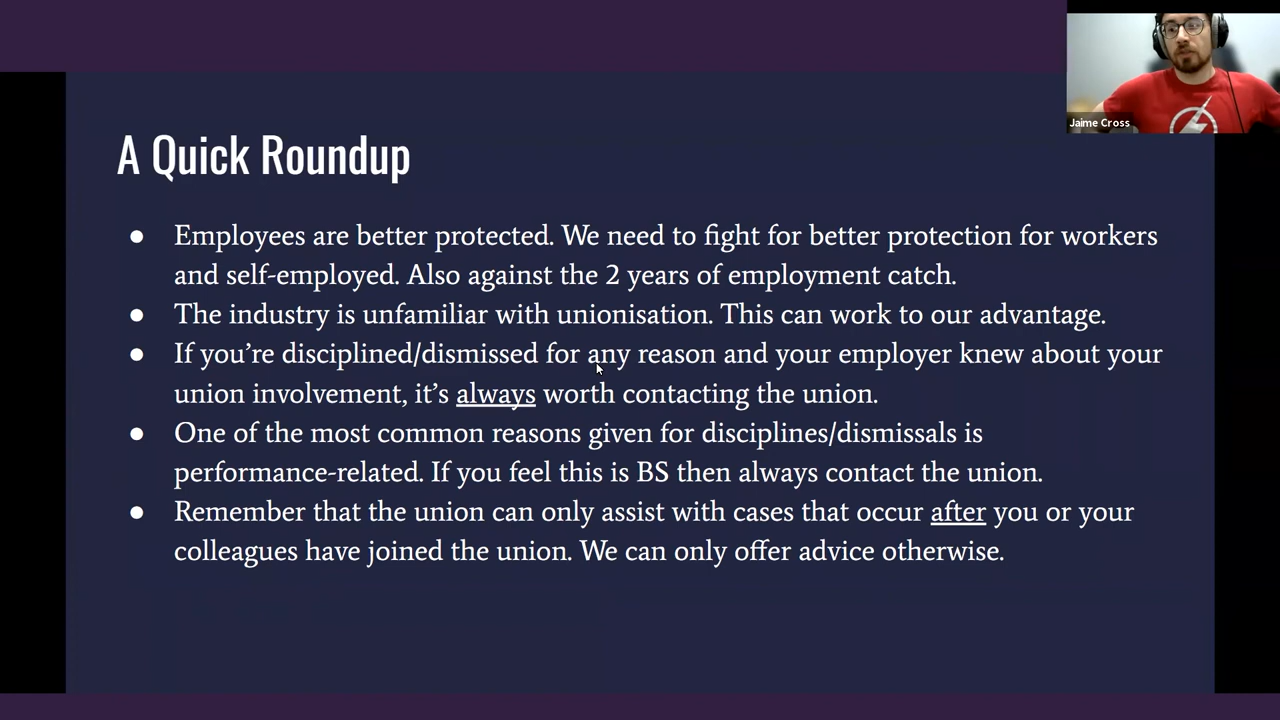 Jaime Cross
A Quick Roundup
● Employees are better protected. We need to fight for better protection for workers
and self-employed. Also against the 2 years of employment catch.
● The industry is unfamiliar with unionisation. This can work to our advantage.
● If you’re disciplined/dismissed for any reason and your employer knew about your
union involvement, it’s always worth contacting the union.
● One of the most common reasons given for disciplines/dismissals is
performance-related. If you feel this is BS then always contact the union.
● Remember that the union can only assist with cases that occur after you or your
colleagues have joined the union. We can only offer advice otherwise.